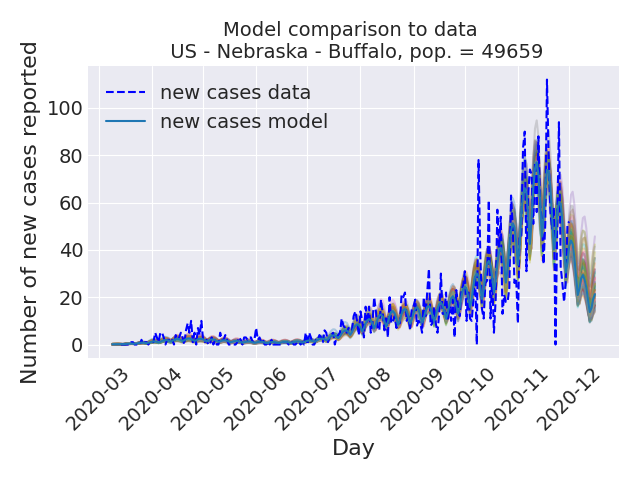 Model comparison to data
US - Nebraska - Buffalo, pop. = 49659
new cases data
new cases model
Number of new cases reported
100
80
60
40
20
0
2020-03
2020-04
2020-05
2020-06
2020-07
2020-08
2020-09
2020-10
2020-11
2020-12
Day